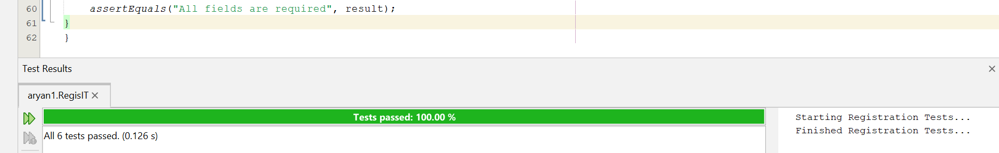 60 assertEquals("All fields are required", result);
61 }
62 }
Test Results
aryan1.RegisIT
Tests passed: 100.00 %
All 6 tests passed. (0.126 s)
Starting Registration Tests...
Finished Registration Tests...